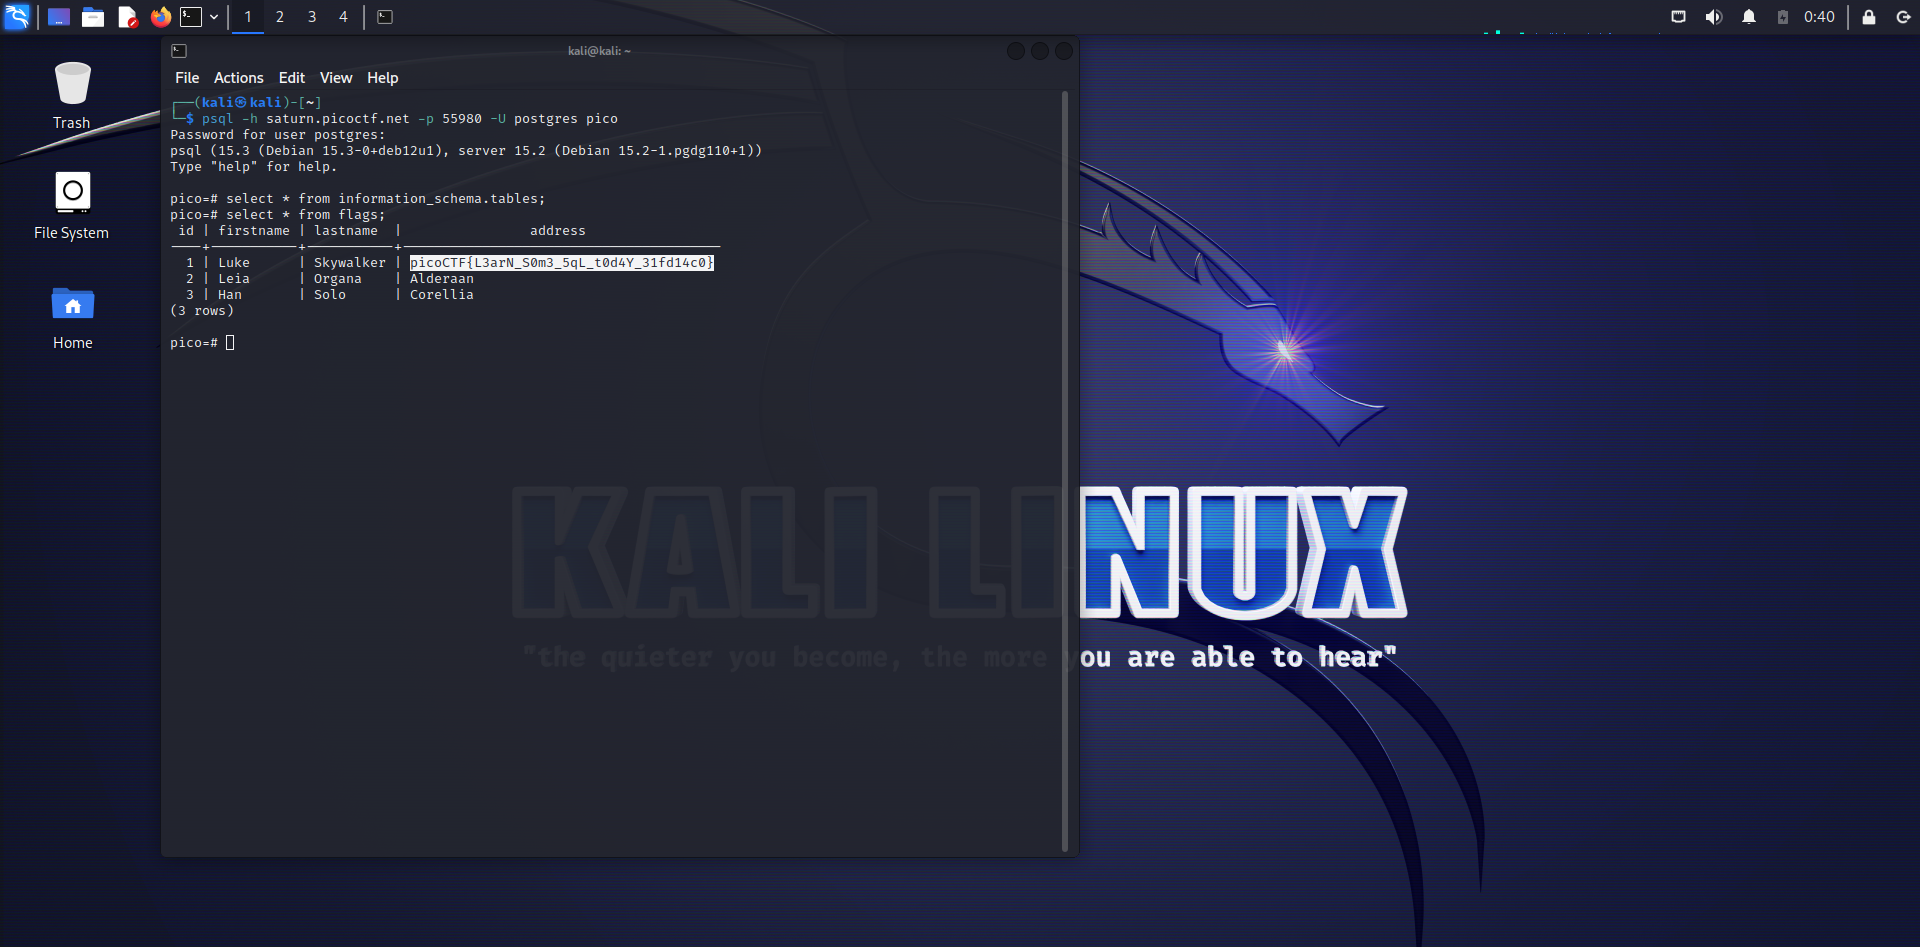 1 2 3 4 0:40
kali@kali: ~
File Actions Edit View Help
Trash
File System
Home
┌──(kali㉿kali)-[~]
└─$ psql -h saturn.picoctf.net -p 55980 -U postgres pico
Password for user postgres:
psql (15.3 (Debian 15.3-0+deb12u1), server 15.2 (Debian 15.2-1.pgdg110+1))
Type "help" for help.
pico=# select * from information_schema.tables;
pico=# select * from flags;
id | firstname | lastname | address
1 | Luke | Skywalker | picoCTF{L3arN_S0m3_5qL_t0d4Y_31fd14c0}
2 | Leia | Organa | Alderaan
3 | Han | Solo | Corellia
(3 rows)
pico=#
KALI LINUX
"the quieter you become, the more you are able to hear"